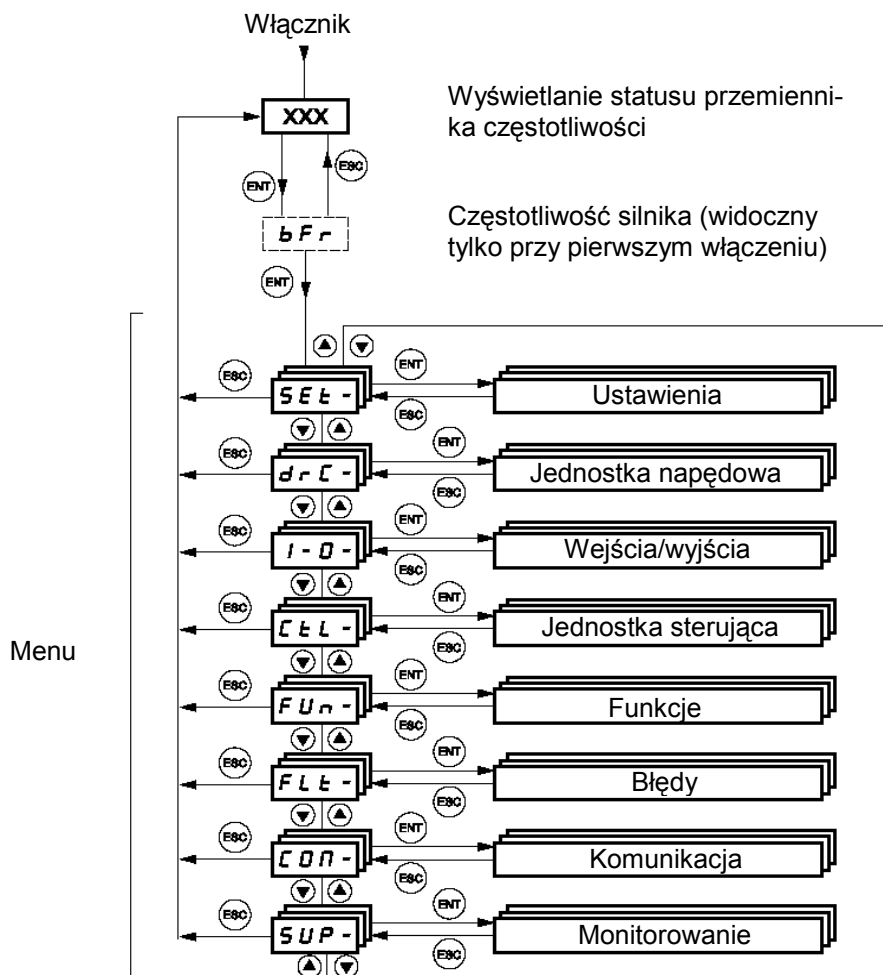 Włącznik
XXX
Wyświetlanie statusu przemienni-
ka częstotliwości
ENT
ESC
bFr
Częstotliwość silnika (widoczny
tylko przy pierwszym włączeniu)
ENT
Menu
ESC
SEt-
ENT
ESC
Ustawienia
ESC
drC-
ENT
ESC
Jednostka napędowa
ESC
I-O-
ENT
ESC
Wejścia/wyjścia
ESC
CtL-
ENT
ESC
Jednostka sterująca
ESC
FUn-
ENT
ESC
Funkcje
ESC
FLt-
ENT
ESC
Błędy
ESC
COM-
ENT
ESC
Komunikacja
ESC
SUP-
ENT
ESC
Monitorowanie